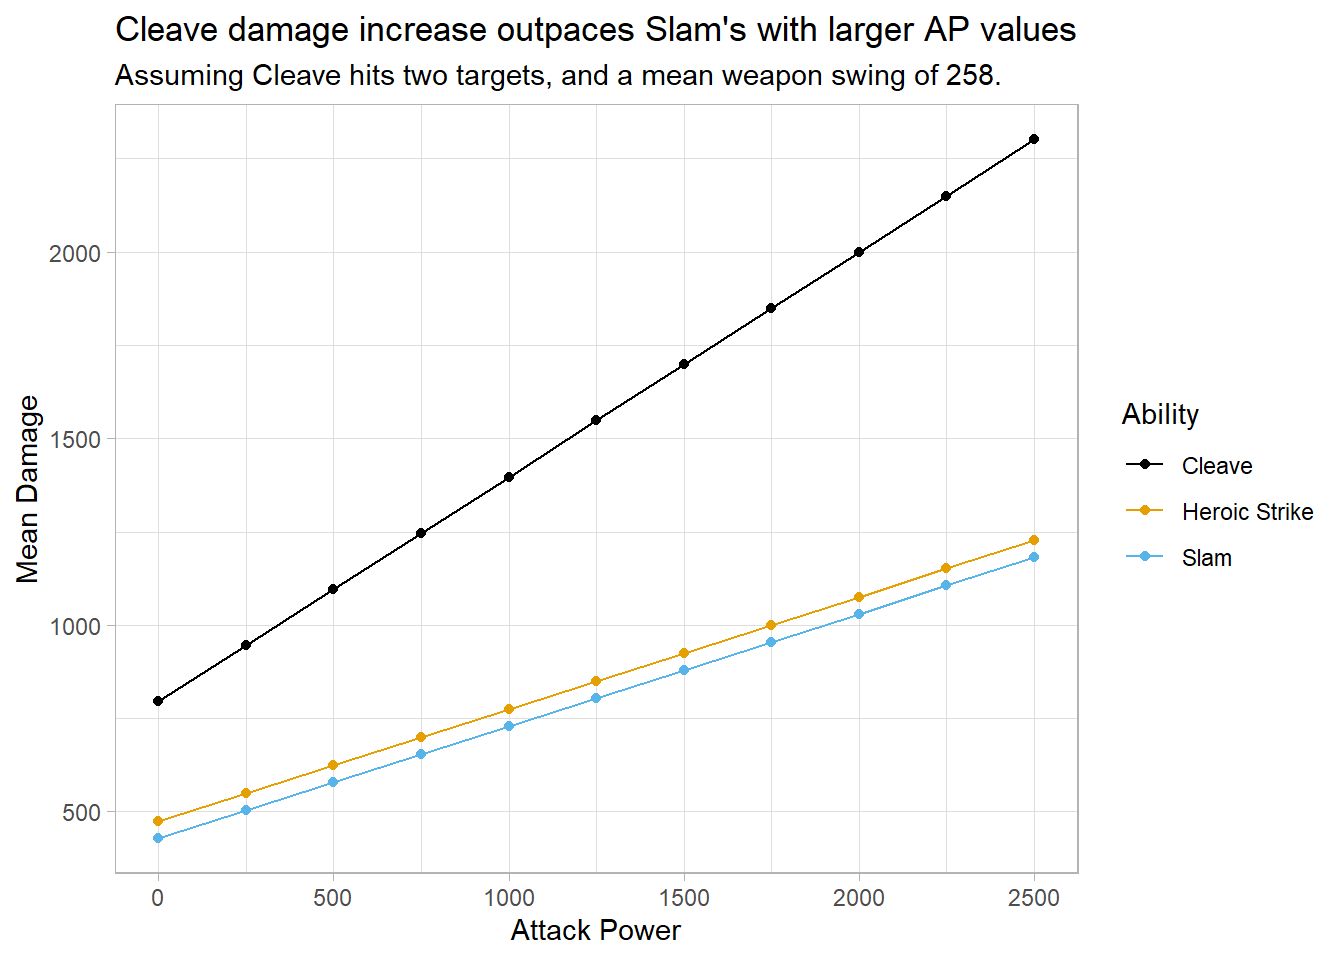 Cleave damage increase outpaces Slam's with larger AP values
Assuming Cleave hits two targets, and a mean weapon swing of 258.
Mean Damage
2000
1500
1000
500
0
500
1000
1500
2000
2500
Attack Power
Ability
Cleave
Heroic Strike
Slam